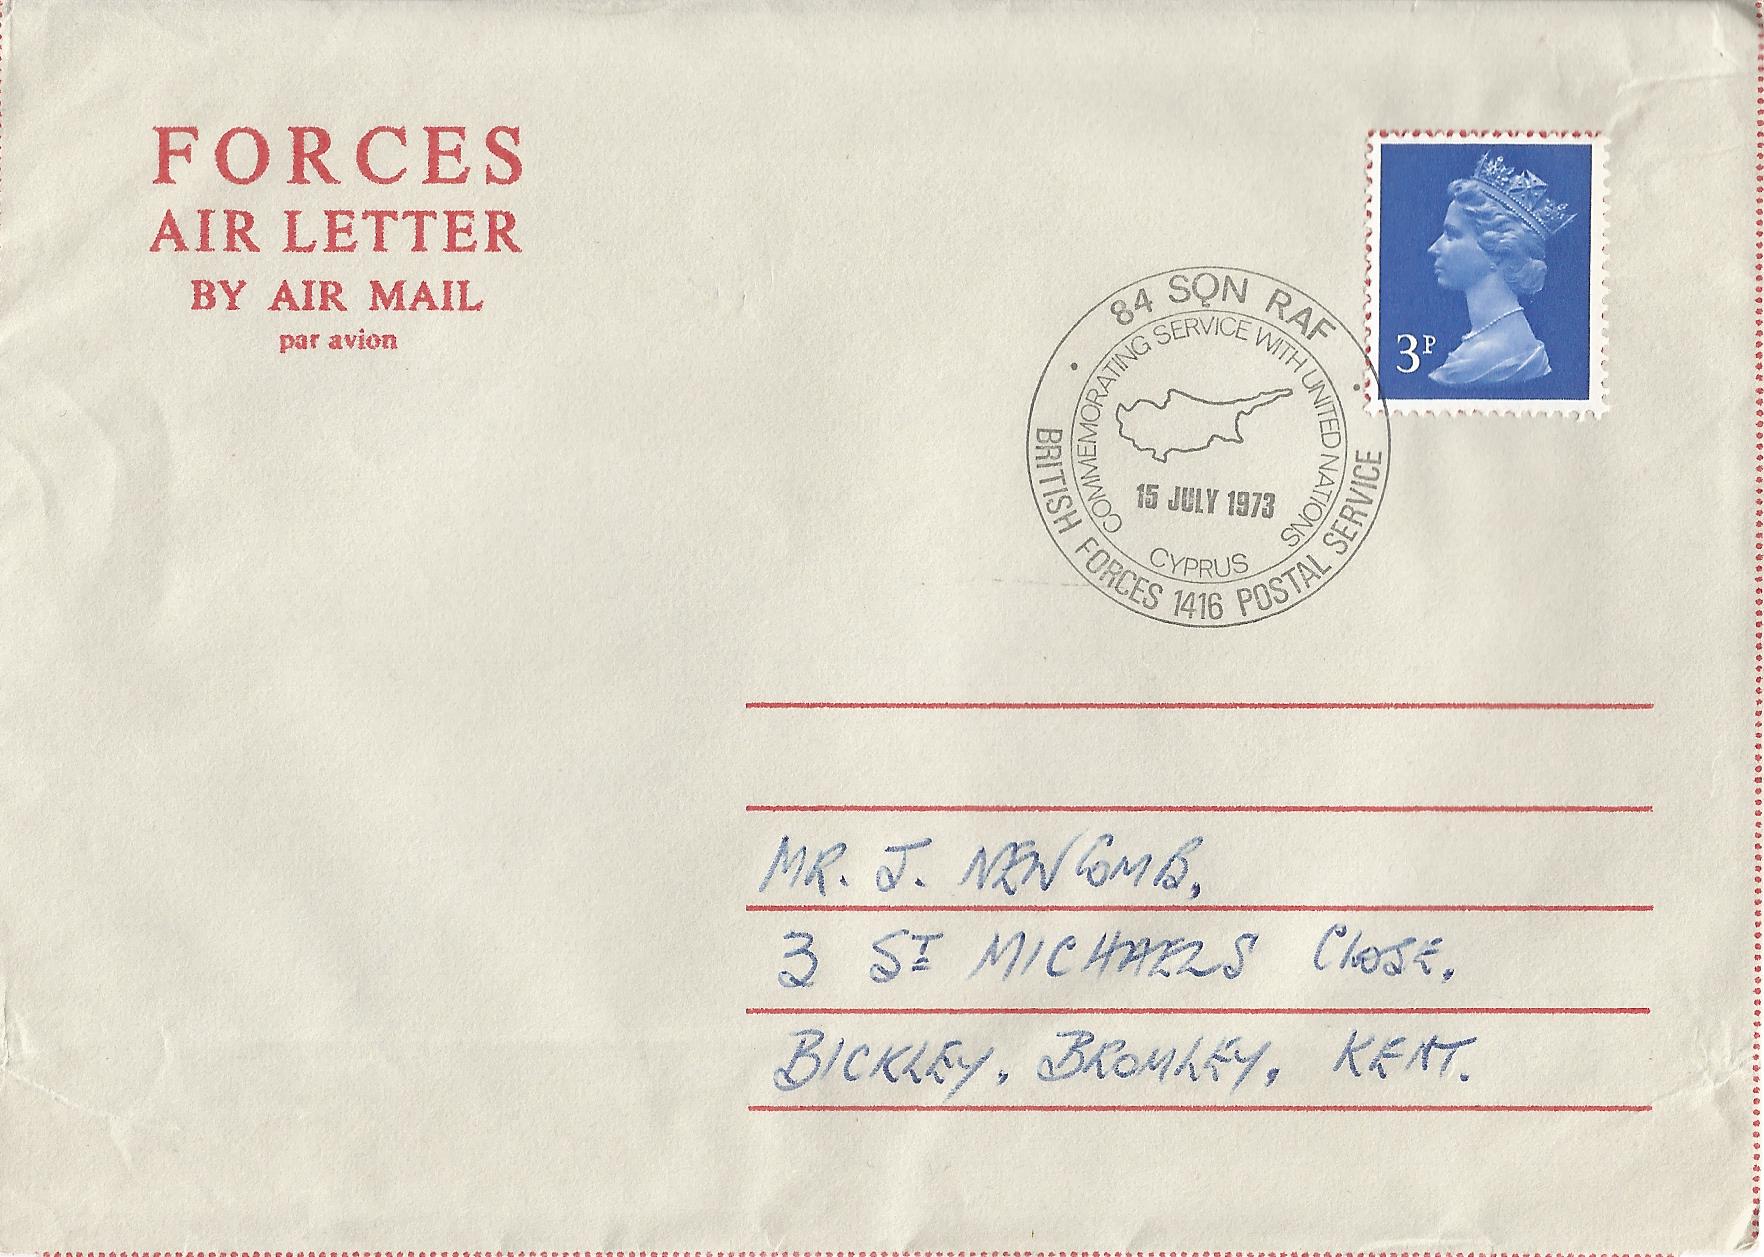 FORCES
AIR LETTER
BY AIR MAIL
par avion
3P
84 SQN RAF
COMMEMORATING SERVICE WITH UNITED NATIONS
15 JULY 1973
CYPRUS
BRITISH FORCES 1416 POSTAL SERVICE
MR. J. NEWCOMB,
3 ST MICHAELS CLOSE.
BICKLEY, BROMLEY, KENT.